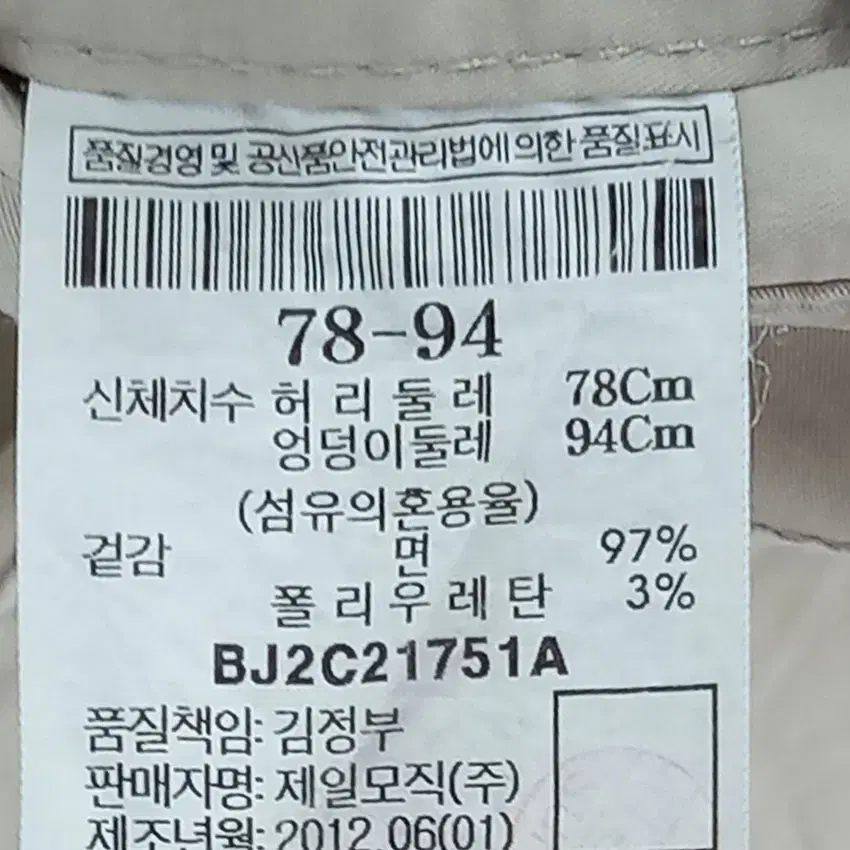 품질경영 및 공산품안전관리법에 의한 품질표시
78-94
신체치수 허리둘레 78Cm
엉덩이둘레 94Cm
(섬유의혼용율)
겉감 면 97%
폴리우레탄 3%
BJ2C21751A
품질책임: 김정부
판매자명: 제일모직(주)
제조년월: 2012.06(01)